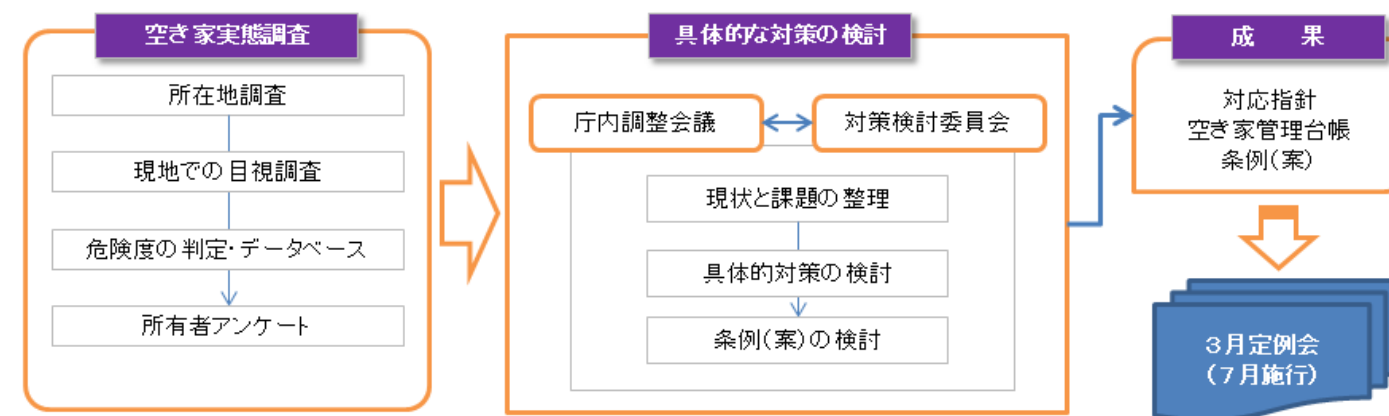 空き家実態調査
所在地調査
現地での目視調査
危険度の判定・データベース
所有者アンケート
具体的な対策の検討
庁内調整会議
対策検討委員会
現状と課題の整理
具体的対策の検討
条例(案)の検討
成　果
対応指針
空き家管理台帳
条例(案)
３月定例会
(７月施行)